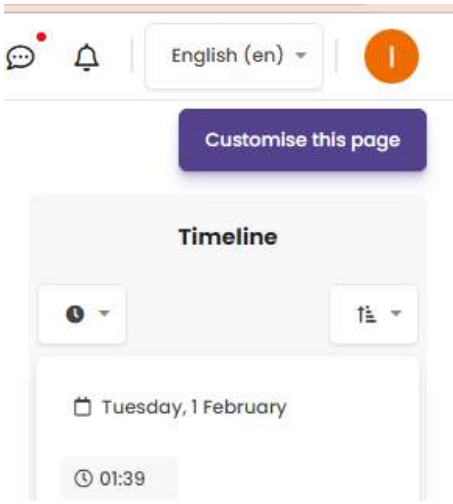 English (en)
I
Customise this page
Timeline
Tuesday, 1 February
01:39